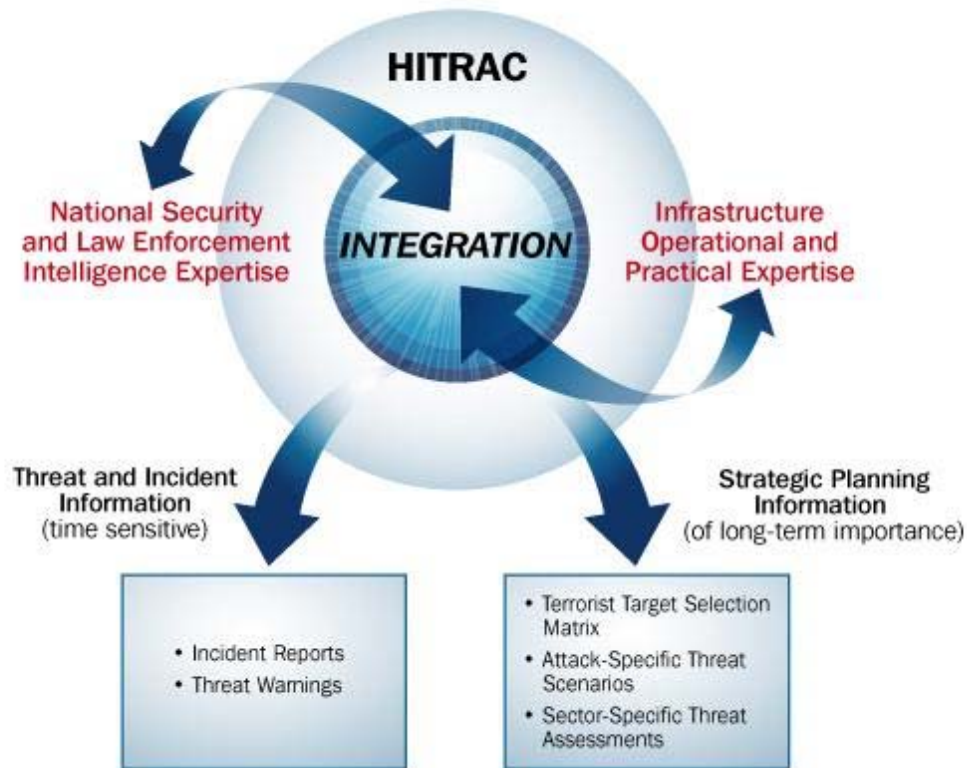 HITRAC
National Security
and Law Enforcement
Intelligence Expertise
INTEGRATION
Infrastructure
Operational and
Practical Expertise
Threat and Incident
Information
(time sensitive)
Strategic Planning
Information
(of long-term importance)
• Incident Reports
• Threat Warnings
• Terrorist Target Selection
Matrix
• Attack-Specific Threat
Scenarios
• Sector-Specific Threat
Assessments